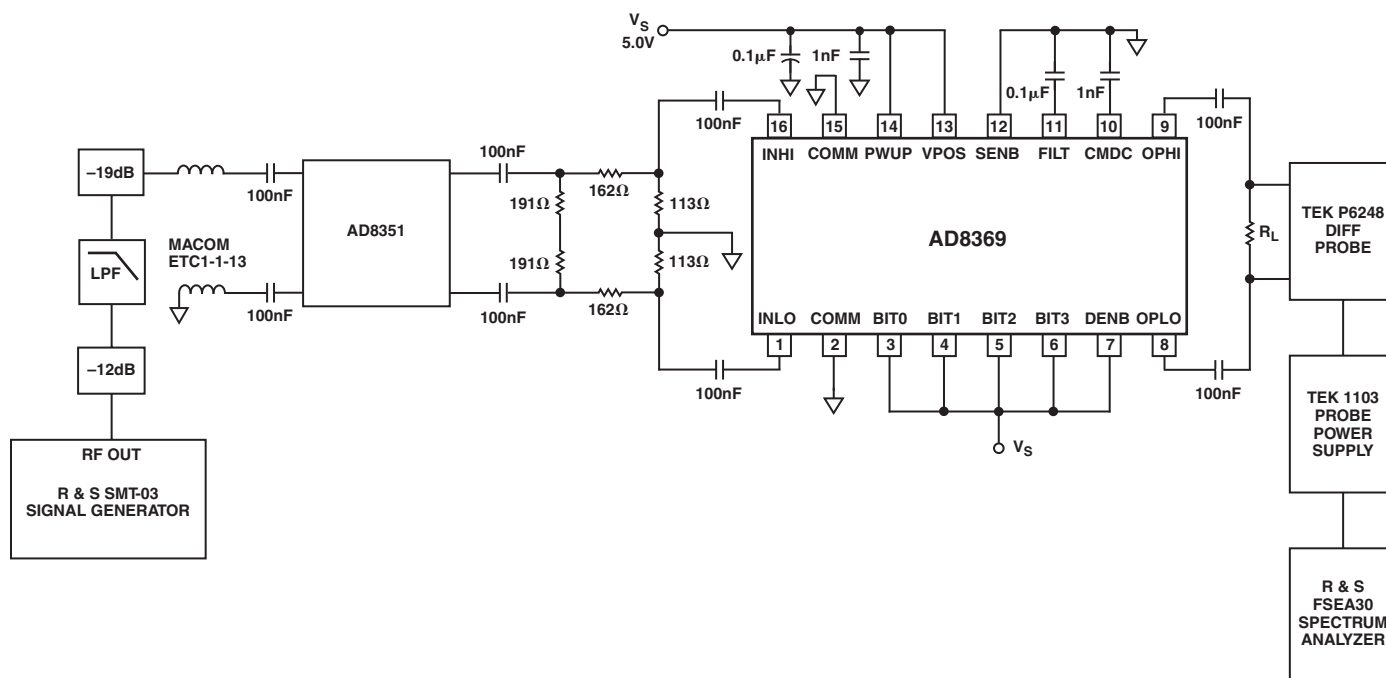 V_S
5.0V
0.1µF
1nF
0.1µF
1nF
100nF
16
15
14
13
12
11
10
9
100nF
INHI
COMM
PWUP
VPOS
SENB
FILT
CMDC
OPHI
–19dB
100nF
100nF
162Ω
191Ω
113Ω
AD8351
AD8369
R_L
TEK P6248
DIFF
PROBE
MACOM
ETC1-1-13
LPF
191Ω
113Ω
100nF
100nF
162Ω
INLO
COMM
BIT0
BIT1
BIT2
BIT3
DENB
OPLO
1
2
3
4
5
6
7
8
–12dB
100nF
100nF
TEK 1103
PROBE
POWER
SUPPLY
V_S
RF OUT
R & S SMT-03
SIGNAL GENERATOR
R & S
FSEA30
SPECTRUM
ANALYZER